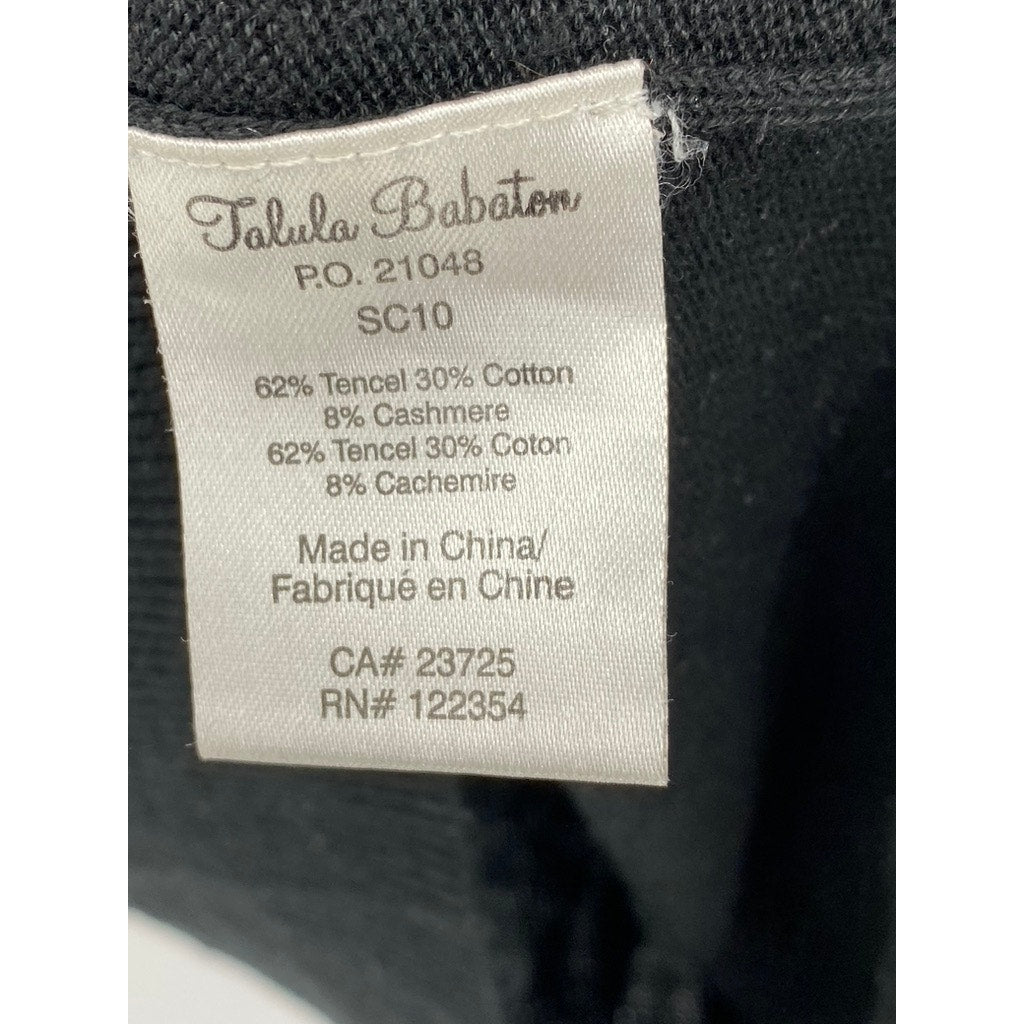 Talula Babaton
P.O. 21048
SC10
62% Tencel 30% Cotton
8% Cashmere
62% Tencel 30% Coton
8% Cachemire
Made in China/
Fabriqué en Chine
CA# 23725
RN# 122354